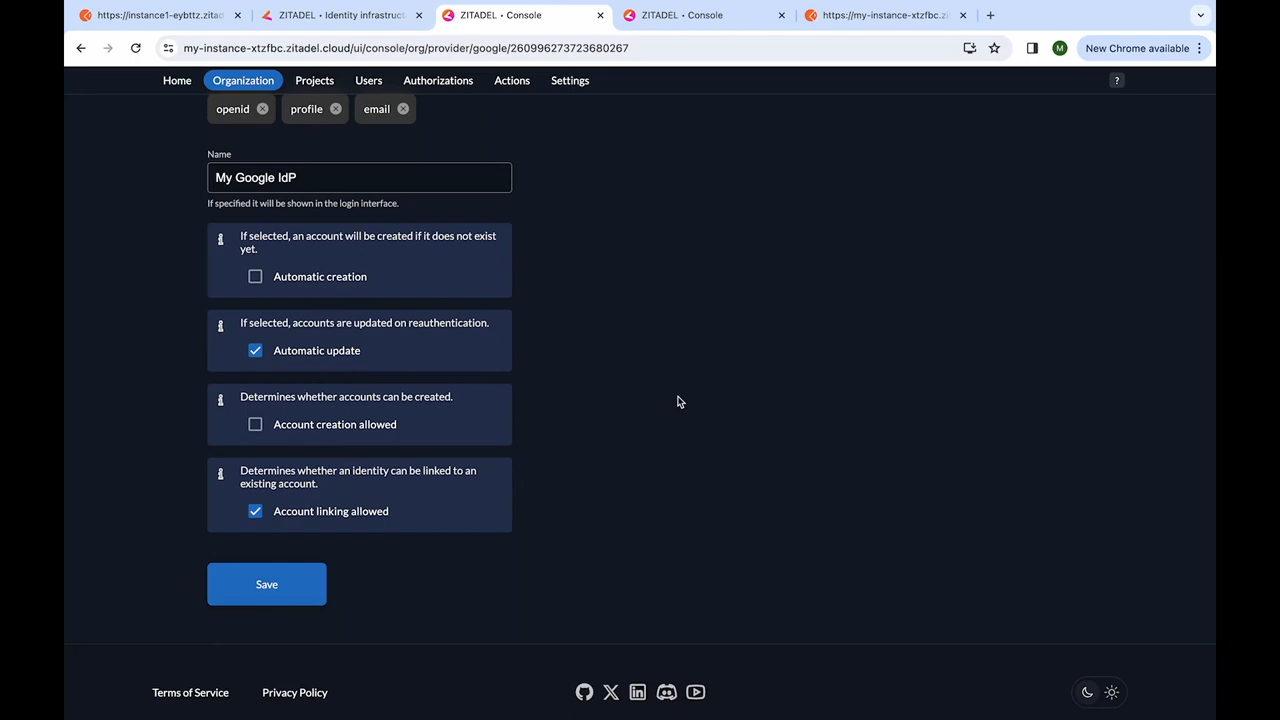 https://instance1-eybttz.zitad
ZITADEL • Identity infrastruct
ZITADEL • Console
ZITADEL • Console
https://my-instance-xtzfbc.zi
my-instance-xtzfbc.zitadel.cloud/ui/console/org/provider/google/260996273723680267
M
New Chrome available
Home
Organization
Projects
Users
Authorizations
Actions
Settings
?
openid
profile
email
Name
My Google IdP
If specified it will be shown in the login interface.
If selected, an account will be created if it does not exist
yet.
Automatic creation
If selected, accounts are updated on reauthentication.
Automatic update
Determines whether accounts can be created.
Account creation allowed
Determines whether an identity can be linked to an
existing account.
Account linking allowed
Save
Terms of Service
Privacy Policy